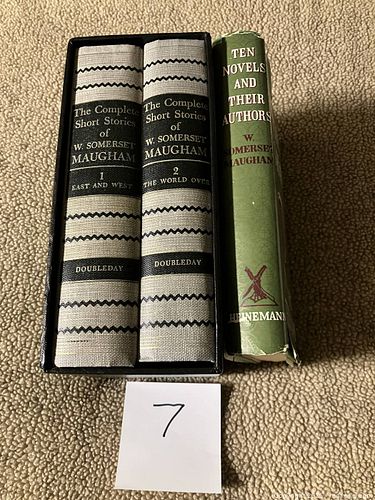 The Complete
Short Stories
of
W. SOMERSET
MAUGHAM
1
EAST AND WEST
DOUBLEDAY
The Complete
Short Stories
of
W. SOMERSET
MAUGHAM
2
THE WORLD OVER
DOUBLEDAY
TEN
NOVELS
AND
THEIR
AUTHORS
W.
SOMERSET
MAUGHAM
HEINEMANN
7